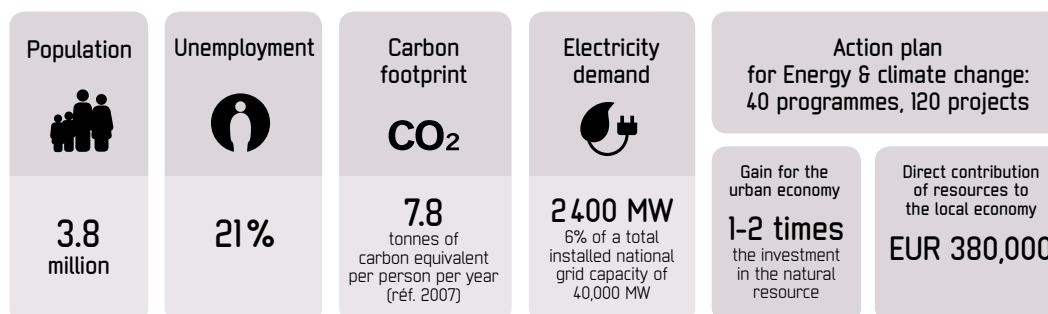 Population
3.8
million
Unemployment
21%
Carbon
footprint
CO2
7.8
tonnes of
carbon equivalent
per person per year
(réf. 2007)
Electricity
demand
2400 MW
6% of a total
installed national
grid capacity of
40,000 MW
Action plan
for Energy & climate change:
40 programmes, 120 projects
Gain for the
urban economy
1-2 times
the investment
in the natural
resource
Direct contribution
of resources to
the local economy
EUR 380,000